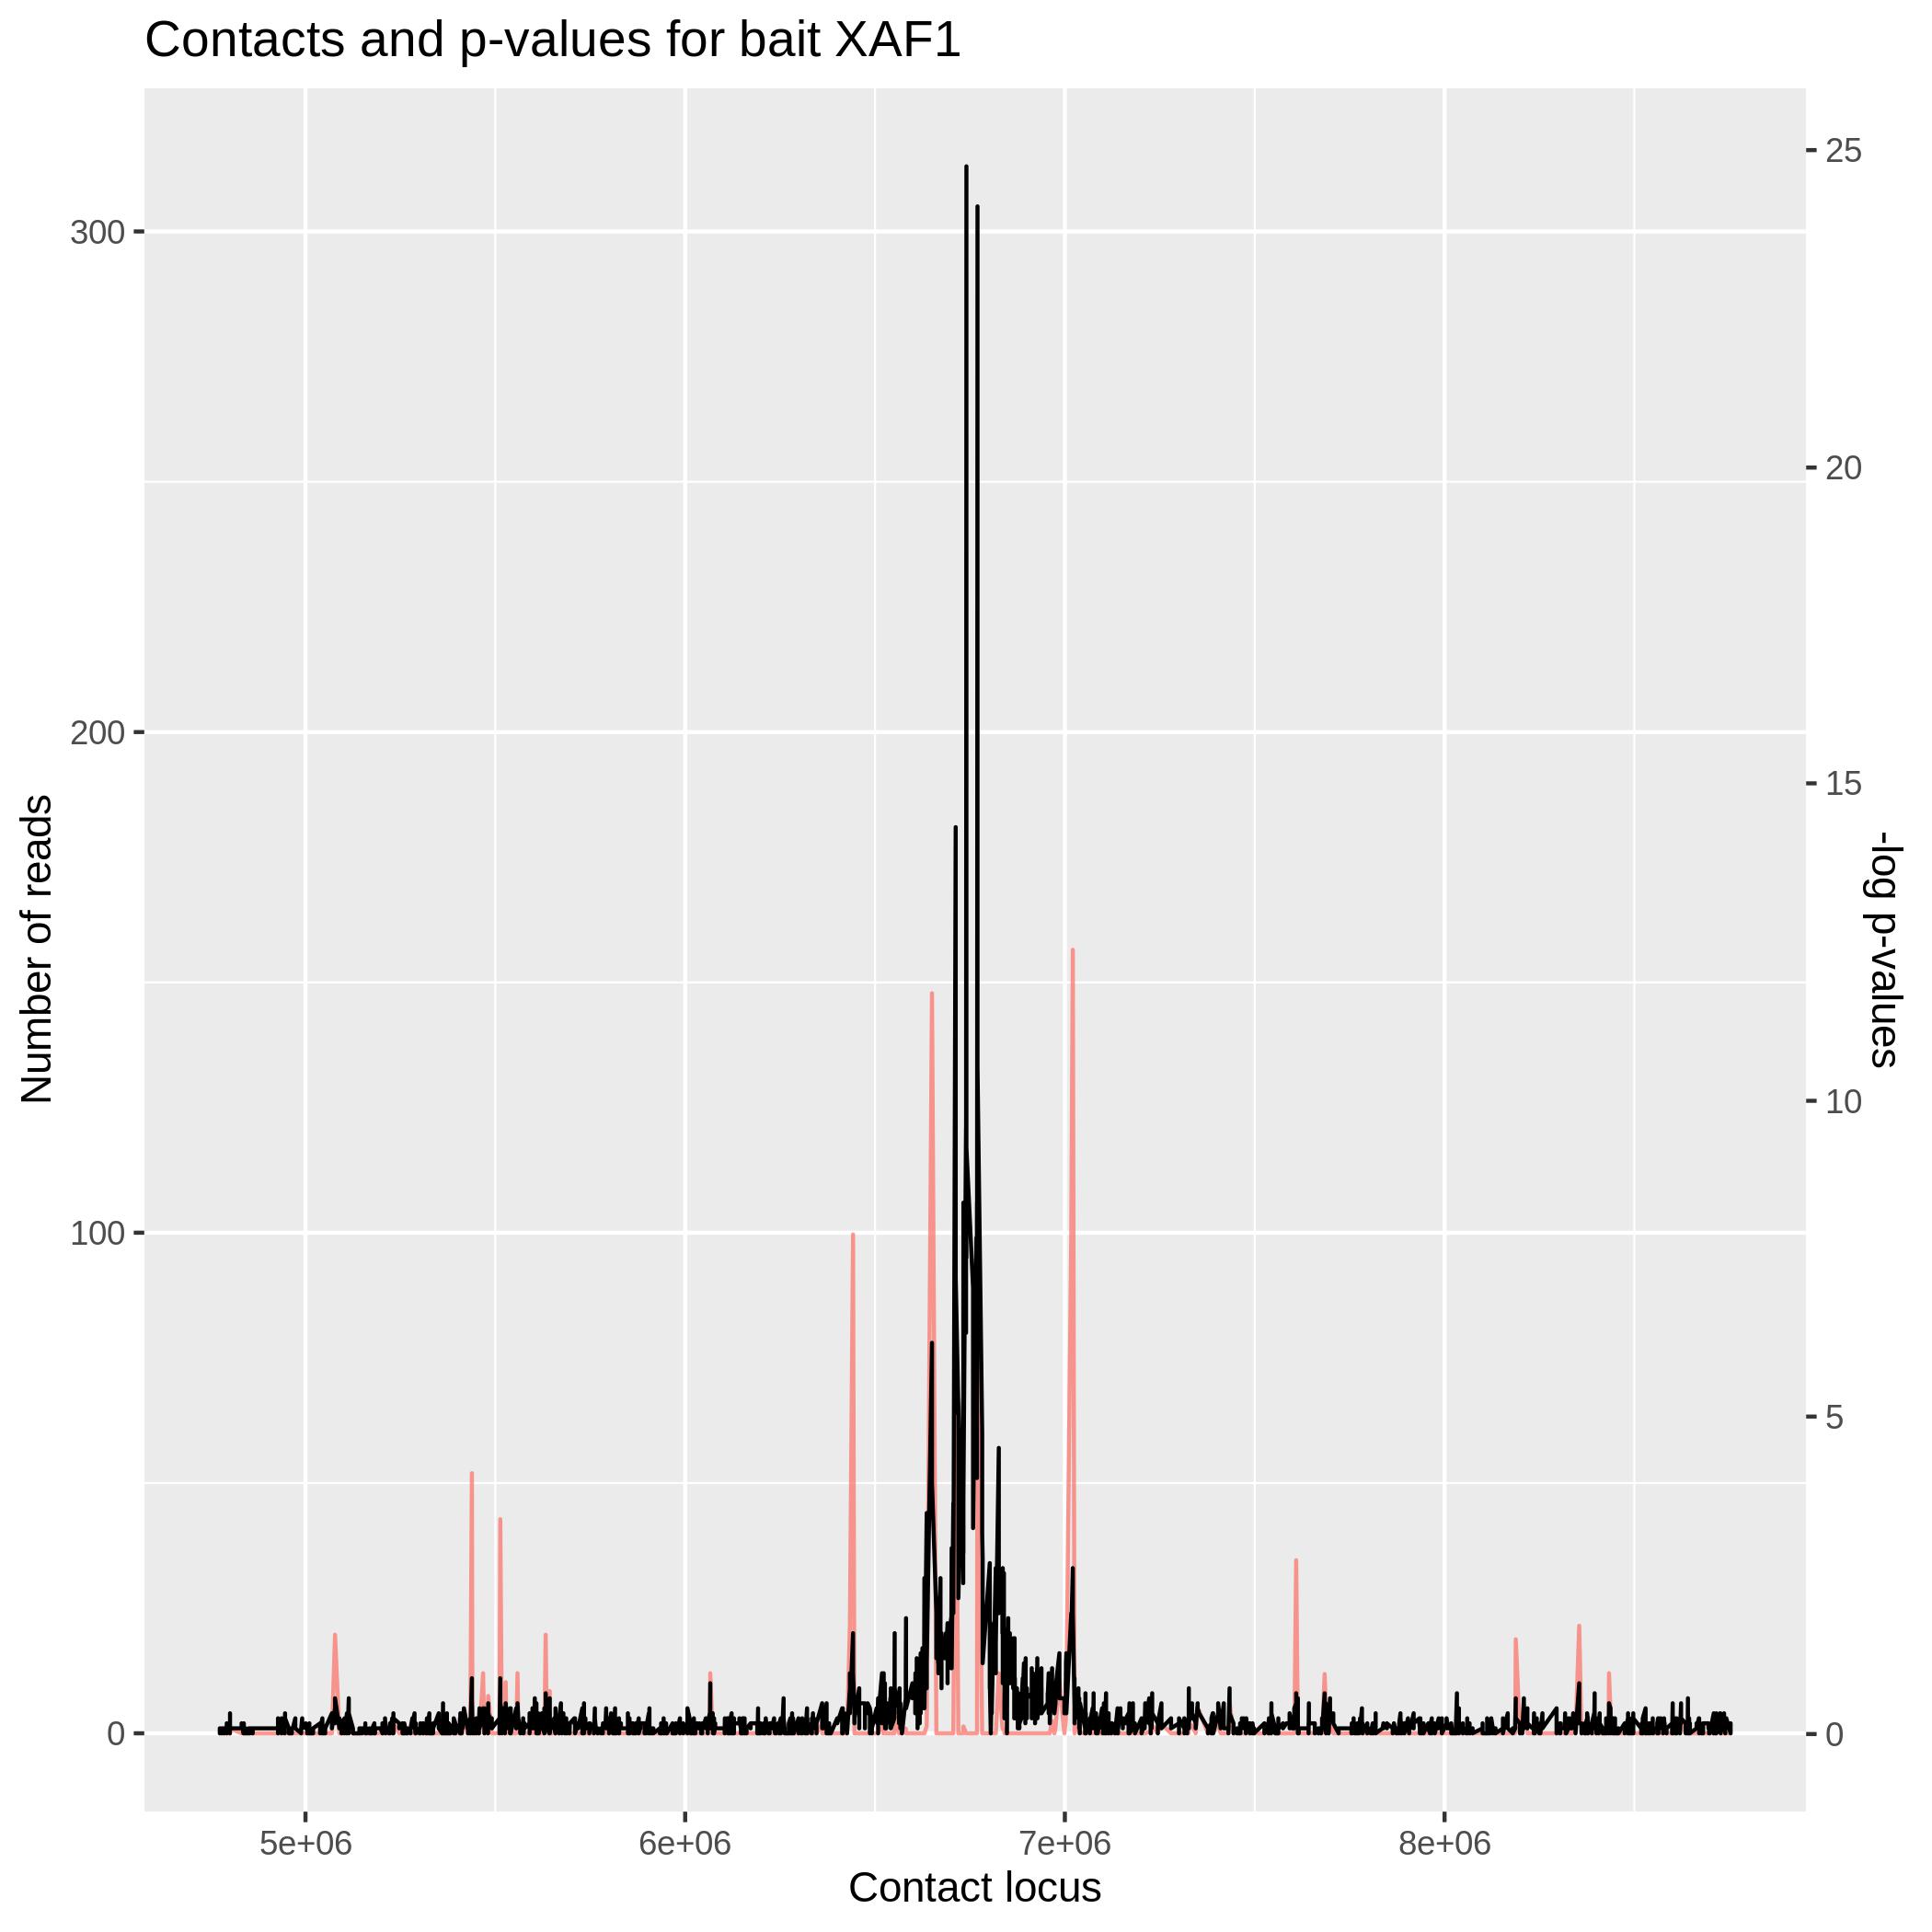 Contacts and p-values for bait XAF1
Number of reads
300
200
100
0
25
20
15
10
5
0
-log p-values
5e+06
6e+06
7e+06
8e+06
Contact locus